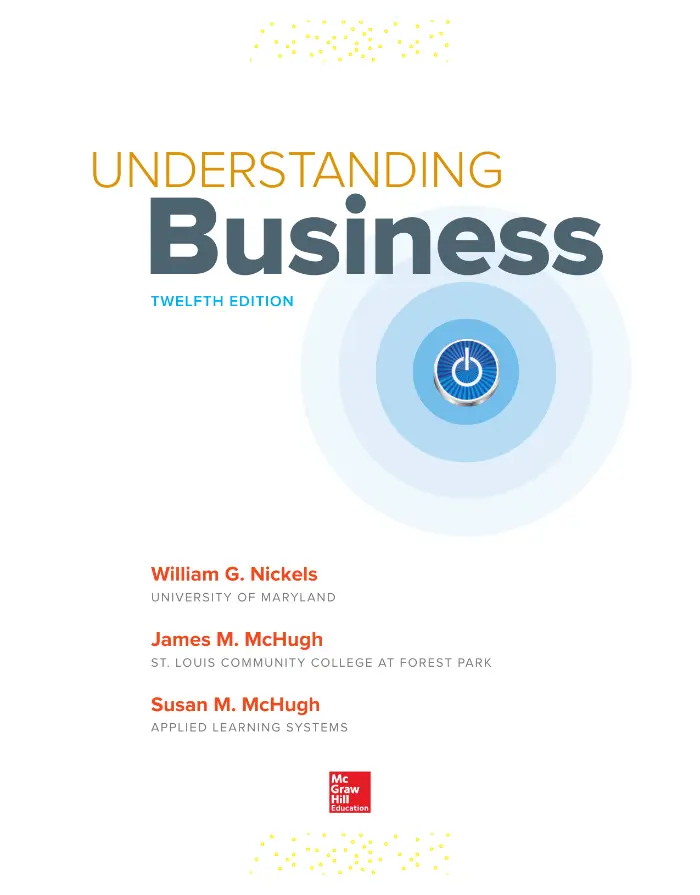 UNDERSTANDING
Business
TWELFTH EDITION
William G. Nickels
UNIVERSITY OF MARYLAND
James M. McHugh
ST. LOUIS COMMUNITY COLLEGE AT FOREST PARK
Susan M. McHugh
APPLIED LEARNING SYSTEMS
Mc
Graw
Hill
Education